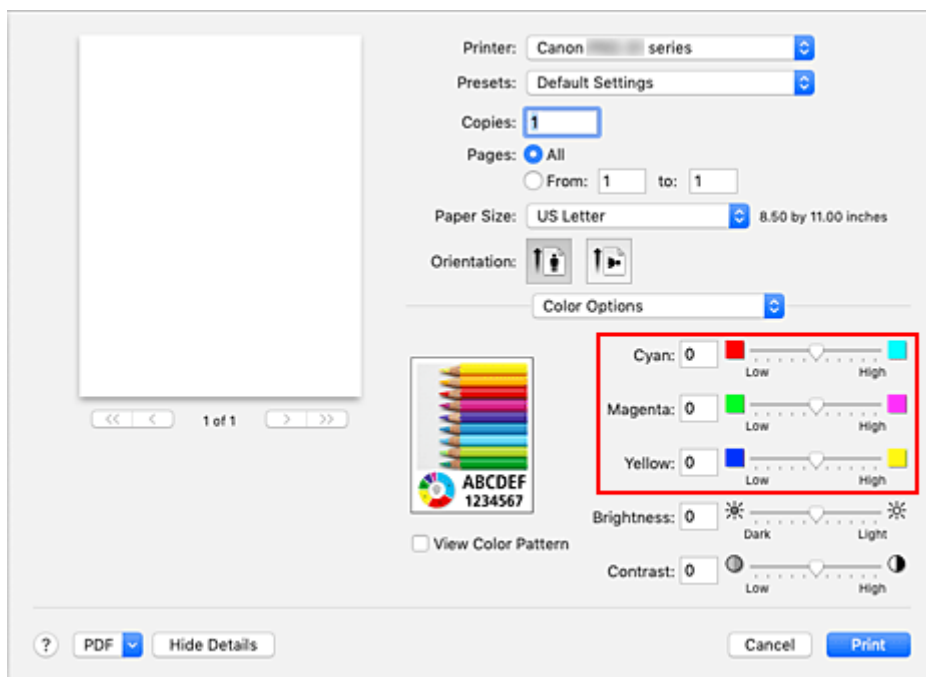 Printer: Canon series
Presets: Default Settings
Copies: 1
Pages: All
From: 1 to: 1
Paper Size: US Letter 8.50 by 11.00 inches
Orientation:
Color Options
Cyan: 0
Low High
Magenta: 0
Low High
Yellow: 0
Low High
ABCDEF
1234567
Brightness: 0
Dark Light
View Color Pattern
Contrast: 0
Low High
<< < 1 of 1 > >>
? PDF Hide Details Cancel Print